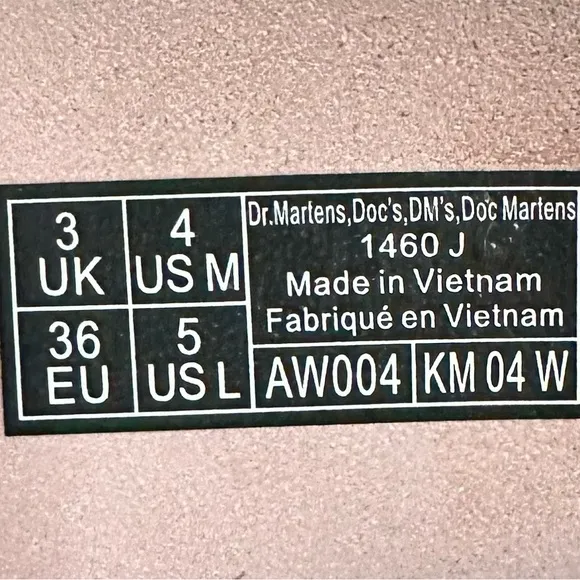 3
UK
4
US M
36
EU
5
US L
Dr.Martens,Doc's,DM's,Doc Martens
1460 J
Made in Vietnam
Fabriqué en Vietnam
AW004
KM 04 W